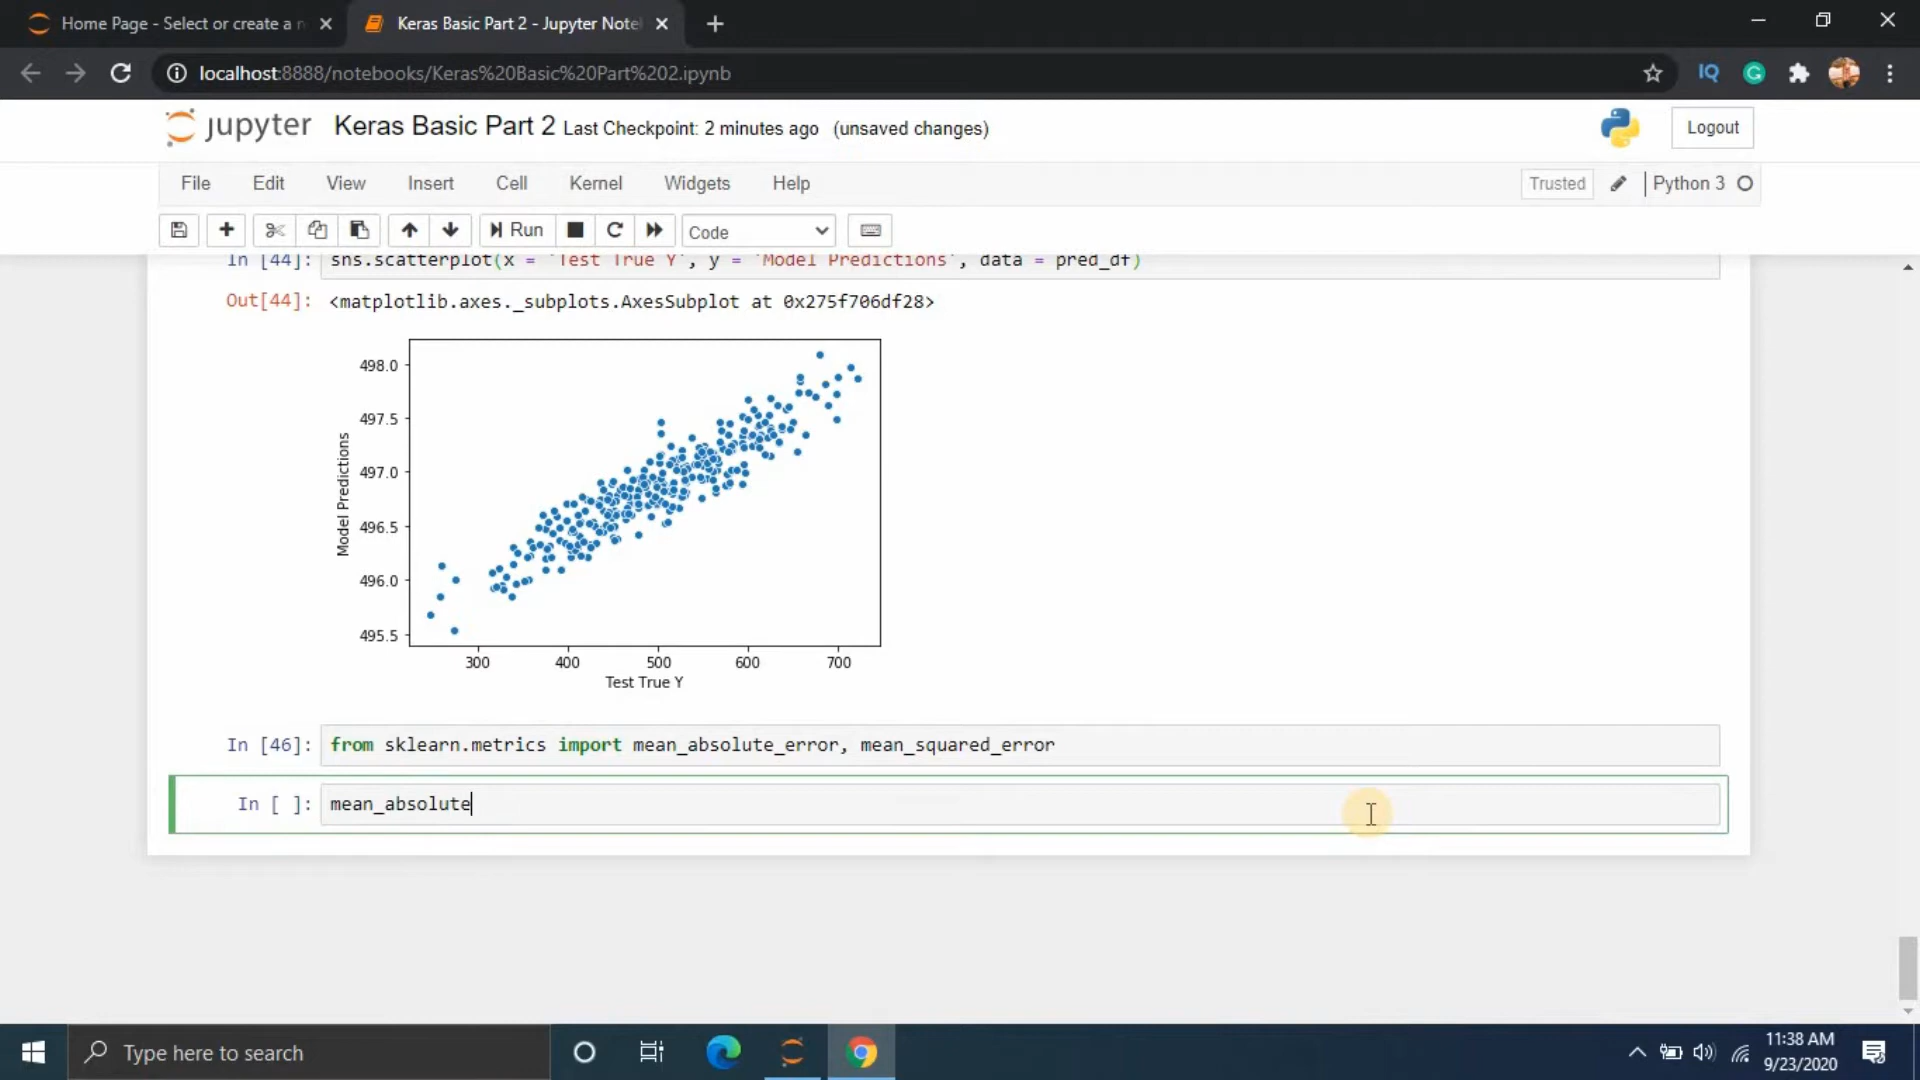 Home Page - Select or create a n
Keras Basic Part 2 - Jupyter Note
localhost:8888/notebooks/Keras%20Basic%20Part%202.ipynb
IQ
jupyter Keras Basic Part 2 Last Checkpoint: 2 minutes ago (unsaved changes)
Logout
File Edit View Insert Cell Kernel Widgets Help
Trusted Python 3
Run Code
In [44]: sns.scatterplot(x = 'Test True Y', y = 'Model Predictions', data = pred_df)
Out[44]: <matplotlib.axes._subplots.AxesSubplot at 0x275f706df28>
498.0
497.5
497.0
496.5
496.0
495.5
Model Predictions
300 400 500 600 700
Test True Y
In [46]: from sklearn.metrics import mean_absolute_error, mean_squared_error
In [ ]: mean_absolute
Type here to search
11:38 AM
9/23/2020